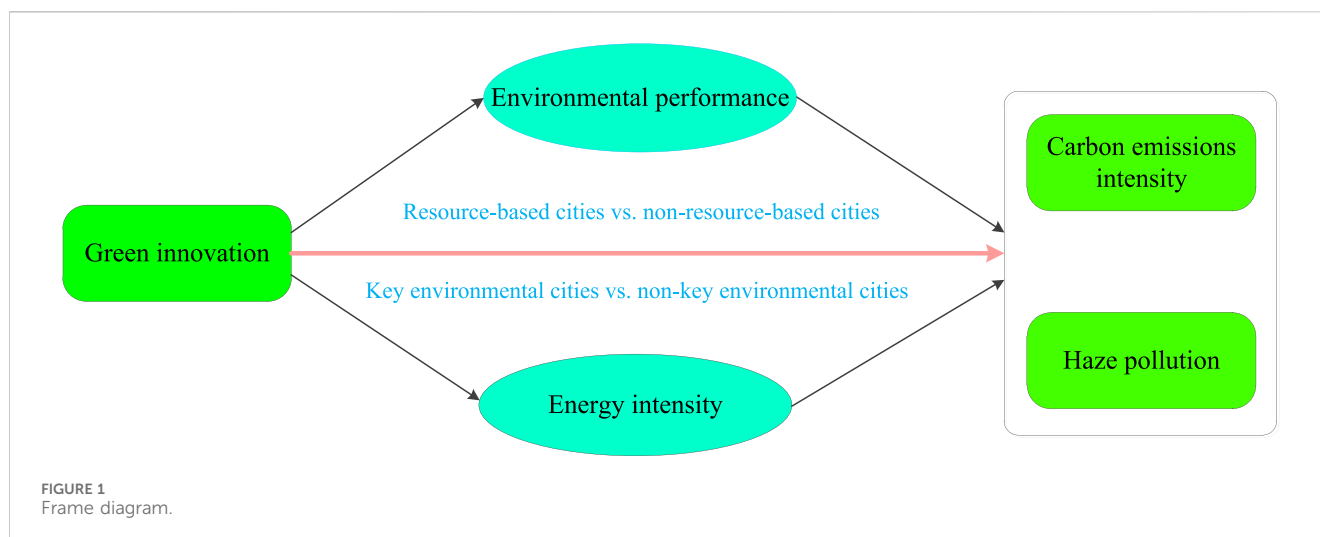 Environmental performance
Carbon emissions
intensity
Resource-based cities vs. non-resource-based cities
Green innovation
Key environmental cities vs. non-key environmental cities
Haze pollution
Energy intensity
FIGURE 1
Frame diagram.